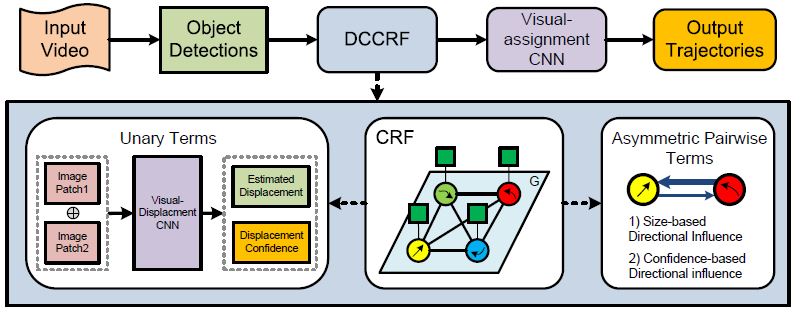 Input
Video
Object
Detections
DCCRF
Visual-
assignment
CNN
Output
Trajectories
Unary Terms
Image
Patch1
Image
Patch2
Visual-
Displacment
CNN
Estimated
Displacement
Displacement
Confidence
CRF
G
Asymmetric Pairwise
Terms
1) Size-based
Directional Influence
2) Confidence-based
Directional influence